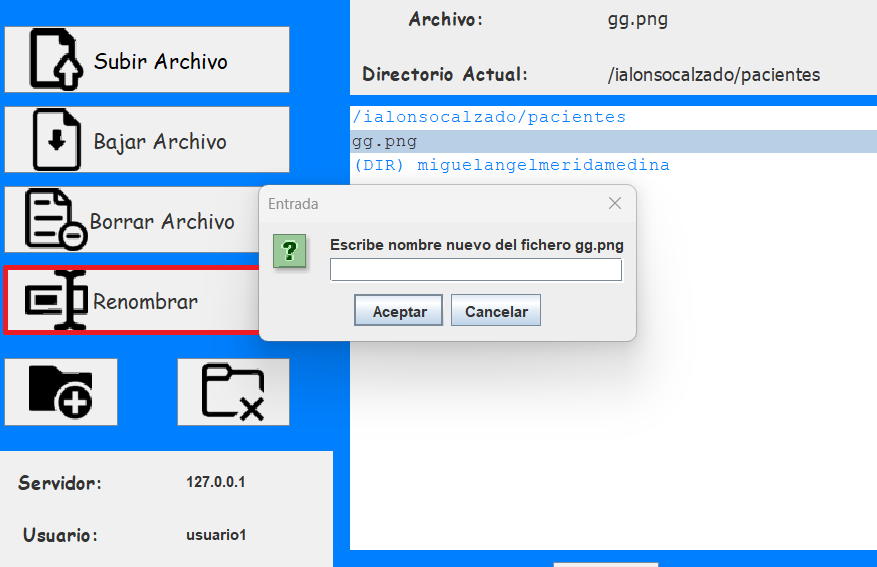 Subir Archivo
Bajar Archivo
Borrar Archivo
Renombrar
Servidor:
127.0.0.1
Usuario:
usuario1
Archivo:
gg.png
Directorio Actual:
/ialonsocalzado/pacientes
/ialonsocalzado/pacientes
gg.png
(DIR) miguelangelmeridamedina
Entrada
?
Escribe nombre nuevo del fichero gg.png
Aceptar
Cancelar